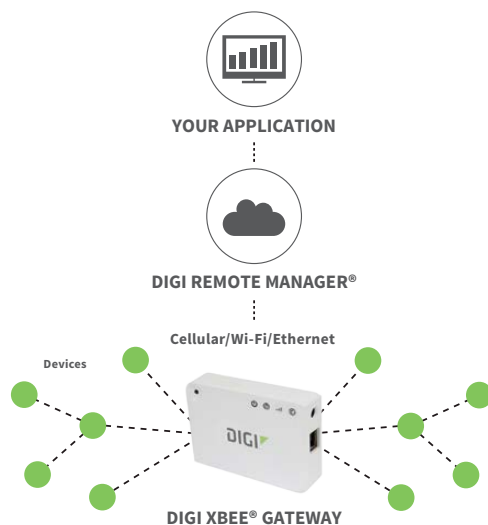 YOUR APPLICATION
DIGI REMOTE MANAGER®
Cellular/Wi-Fi/Ethernet
Devices
DIGI
DIGI XBEE® GATEWAY